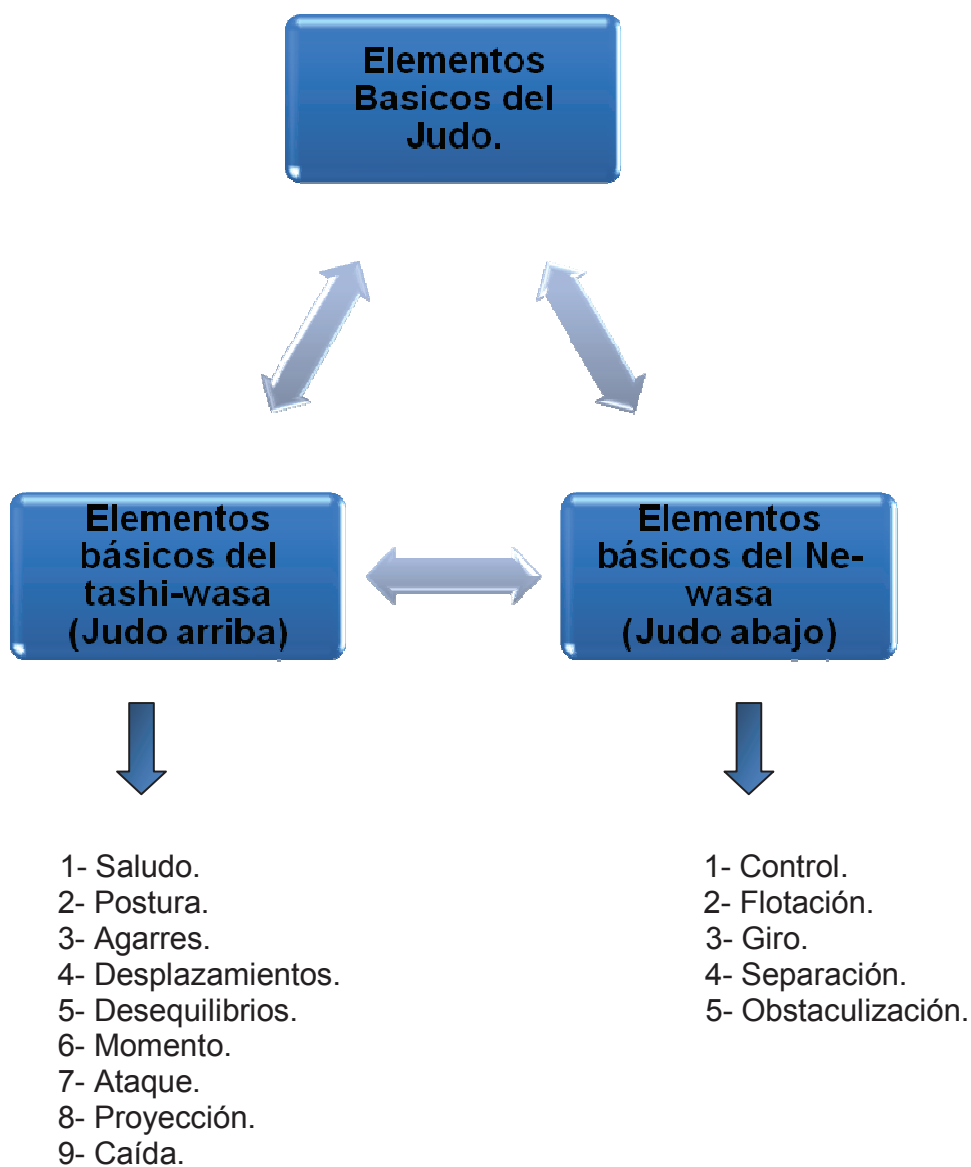 Elementos
Basicos del
Judo.
Elementos
básicos del
tashi-wasa
(Judo arriba)
Elementos
básicos del Ne-
wasa
(Judo abajo)
1- Saludo.
2- Postura.
3- Agarres.
4- Desplazamientos.
5- Desequilibrios.
6- Momento.
7- Ataque.
8- Proyección.
9- Caída.
1- Control.
2- Flotación.
3- Giro.
4- Separación.
5- Obstaculización.